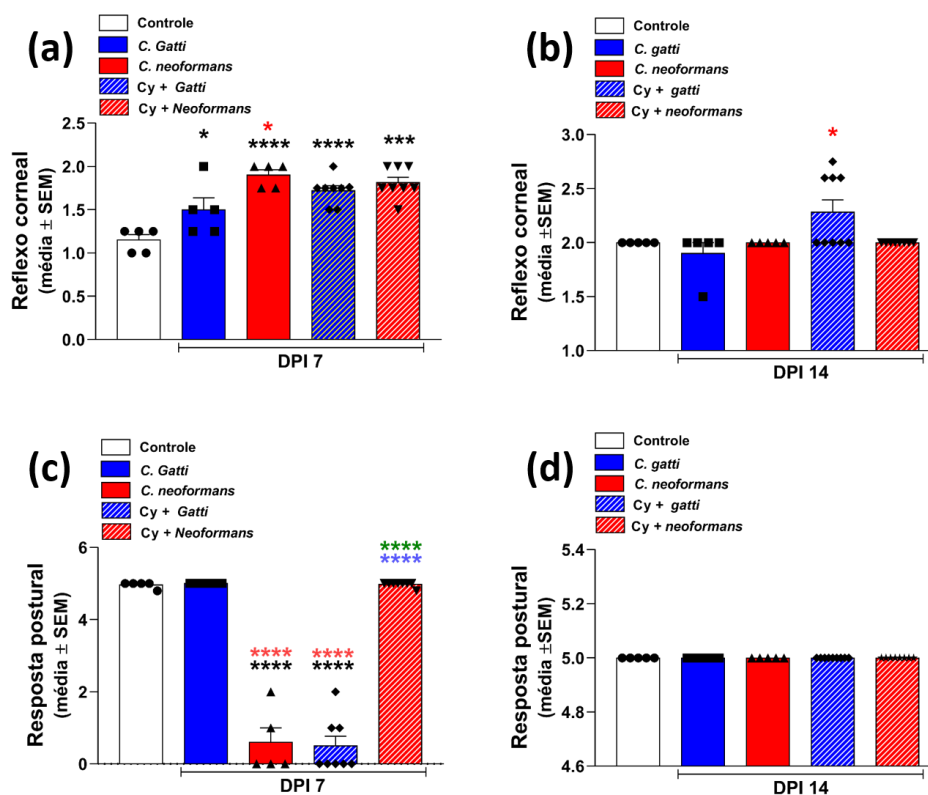 (a)
Controle
C. Gatti
C. neoformans
Cy + Gatti
Cy + Neoformans
Reflexo corneal
(média ± SEM)
2.5
2.0
1.5
1.0
0.5
0.0
*
*
****
****
***
DPI 7
(b)
Controle
C. gatti
C. neoformans
Cy + gatti
Cy + neoformans
Reflexo corneal
(média ±SEM)
3.0
2.5
2.0
1.5
1.0
*
DPI 14
(c)
Controle
C. Gatti
C. neoformans
Cy + Gatti
Cy + Neoformans
Resposta postural
(média ± SEM)
6
4
2
0
****
****
****
****
****
****
DPI 7
(d)
Controle
C. gatti
C. neoformans
Cy + gatti
Cy + neoformans
Resposta postural
(média ±SEM)
5.4
5.2
5.0
4.8
4.6
DPI 14